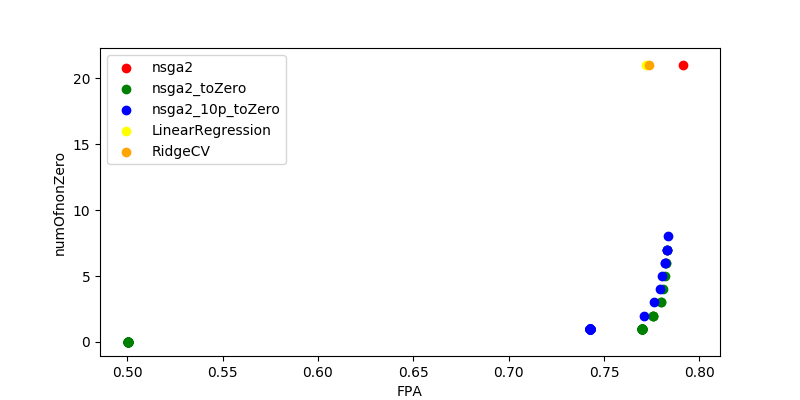 nsga2
nsga2_toZero
nsga2_10p_toZero
LinearRegression
RidgeCV
numOfnonZero
20
15
10
5
0
0.50 0.55 0.60 0.65 0.70 0.75 0.80
FPA